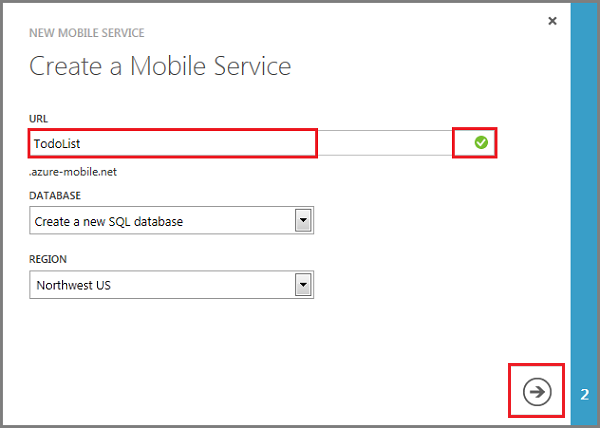 NEW MOBILE SERVICE
Create a Mobile Service
URL
TodoList
.azure-mobile.net
DATABASE
Create a new SQL database
REGION
Northwest US
2